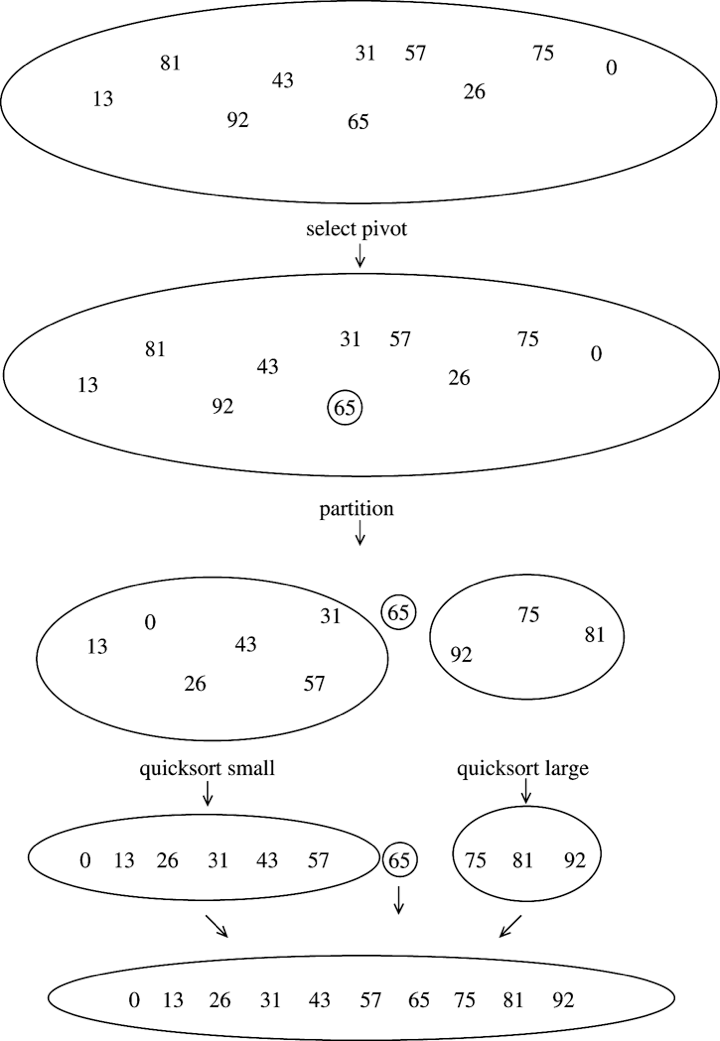 31 57 75 0
81 43 26
13 92 65
select pivot
31 57 75 0
81 43 26
13 92 65
partition
0 31 65 75 81
13 43 92
26 57
quicksort small quicksort large
0 13 26 31 43 57 65 75 81 92
0 13 26 31 43 57 65 75 81 92